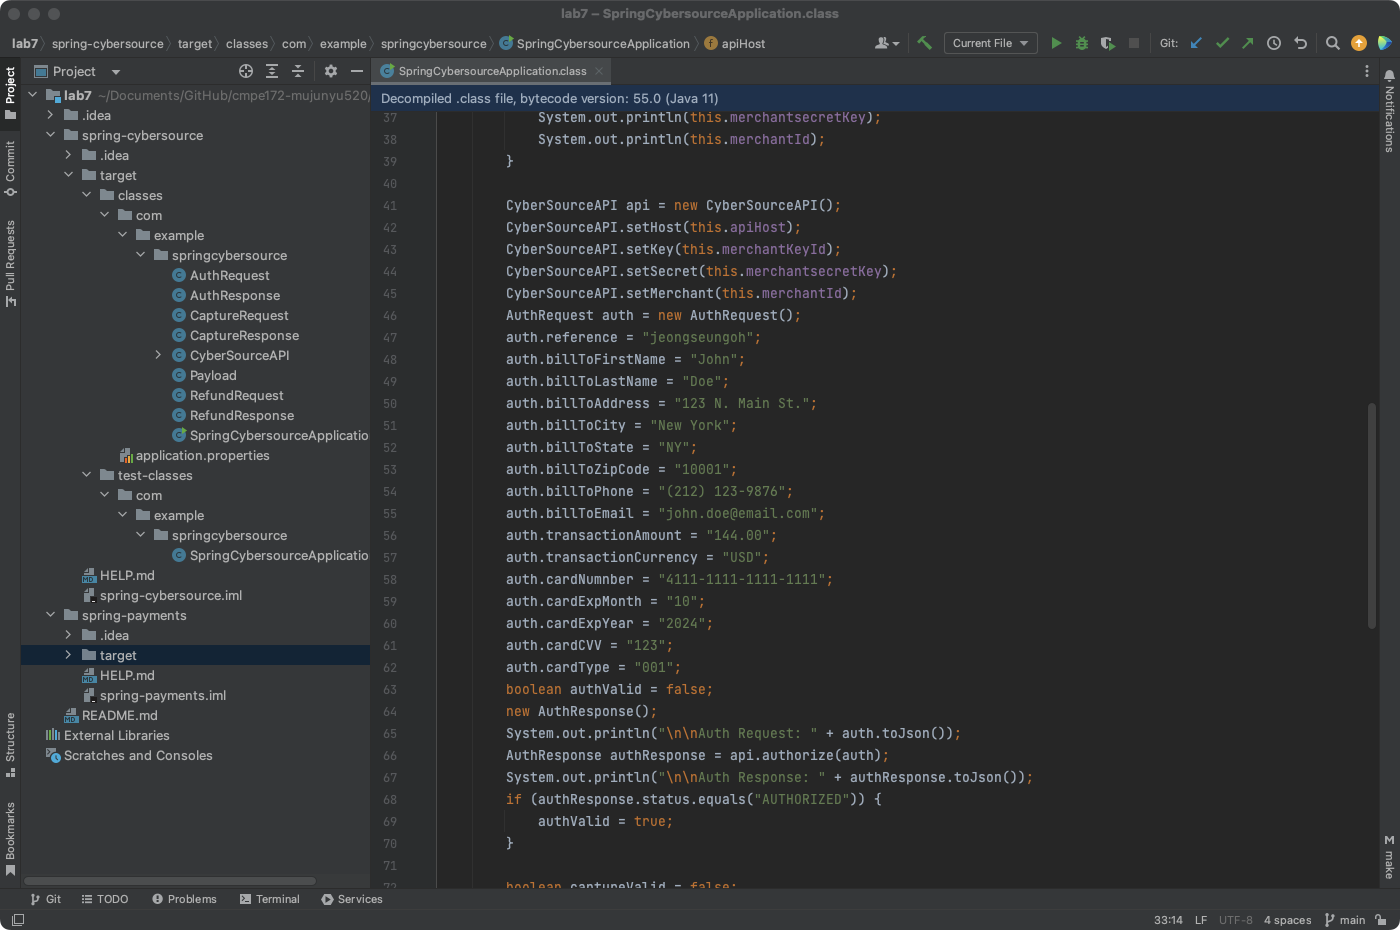 lab7 – SpringCybersourceApplication.class
lab7 spring-cybersource target classes com example springcybersource SpringCybersourceApplication apiHost
Current File
Git:
Project
SpringCybersourceApplication.class
Decompiled .class file, bytecode version: 55.0 (Java 11)
Project
Commit
Pull Requests
Structure
Bookmarks
lab7 ~/Documents/GitHub/cmpe172-mujunyu520/
.idea
spring-cybersource
.idea
target
classes
com
example
springcybersource
AuthRequest
AuthResponse
CaptureRequest
CaptureResponse
CyberSourceAPI
Payload
RefundRequest
RefundResponse
SpringCybersourceApplicatio
application.properties
test-classes
com
example
springcybersource
SpringCybersourceApplicatio
HELP.md
spring-cybersource.iml
spring-payments
.idea
target
HELP.md
spring-payments.iml
README.md
External Libraries
Scratches and Consoles
37 System.out.println(this.merchantsecretKey);
38 System.out.println(this.merchantId);
39 }
40
41 CyberSourceAPI api = new CyberSourceAPI();
42 CyberSourceAPI.setHost(this.apiHost);
43 CyberSourceAPI.setKey(this.merchantKeyId);
44 CyberSourceAPI.setSecret(this.merchantsecretKey);
45 CyberSourceAPI.setMerchant(this.merchantId);
46 AuthRequest auth = new AuthRequest();
47 auth.reference = "jeongseungoh";
48 auth.billToFirstName = "John";
49 auth.billToLastName = "Doe";
50 auth.billToAddress = "123 N. Main St.";
51 auth.billToCity = "New York";
52 auth.billToState = "NY";
53 auth.billToZipCode = "10001";
54 auth.billToPhone = "(212) 123-9876";
55 auth.billToEmail = "john.doe@email.com";
56 auth.transactionAmount = "144.00";
57 auth.transactionCurrency = "USD";
58 auth.cardNumnber = "4111-1111-1111-1111";
59 auth.cardExpMonth = "10";
60 auth.cardExpYear = "2024";
61 auth.cardCVV = "123";
62 auth.cardType = "001";
63 boolean authValid = false;
64 new AuthResponse();
65 System.out.println("\n\nAuth Request: " + auth.toJson());
66 AuthResponse authResponse = api.authorize(auth);
67 System.out.println("\n\nAuth Response: " + authResponse.toJson());
68 if (authResponse.status.equals("AUTHORIZED")) {
69 authValid = true;
70 }
71
72 boolean captureValid = false;
Notifications
M make
Git TODO Problems Terminal Services
33:14 LF UTF-8 4 spaces main